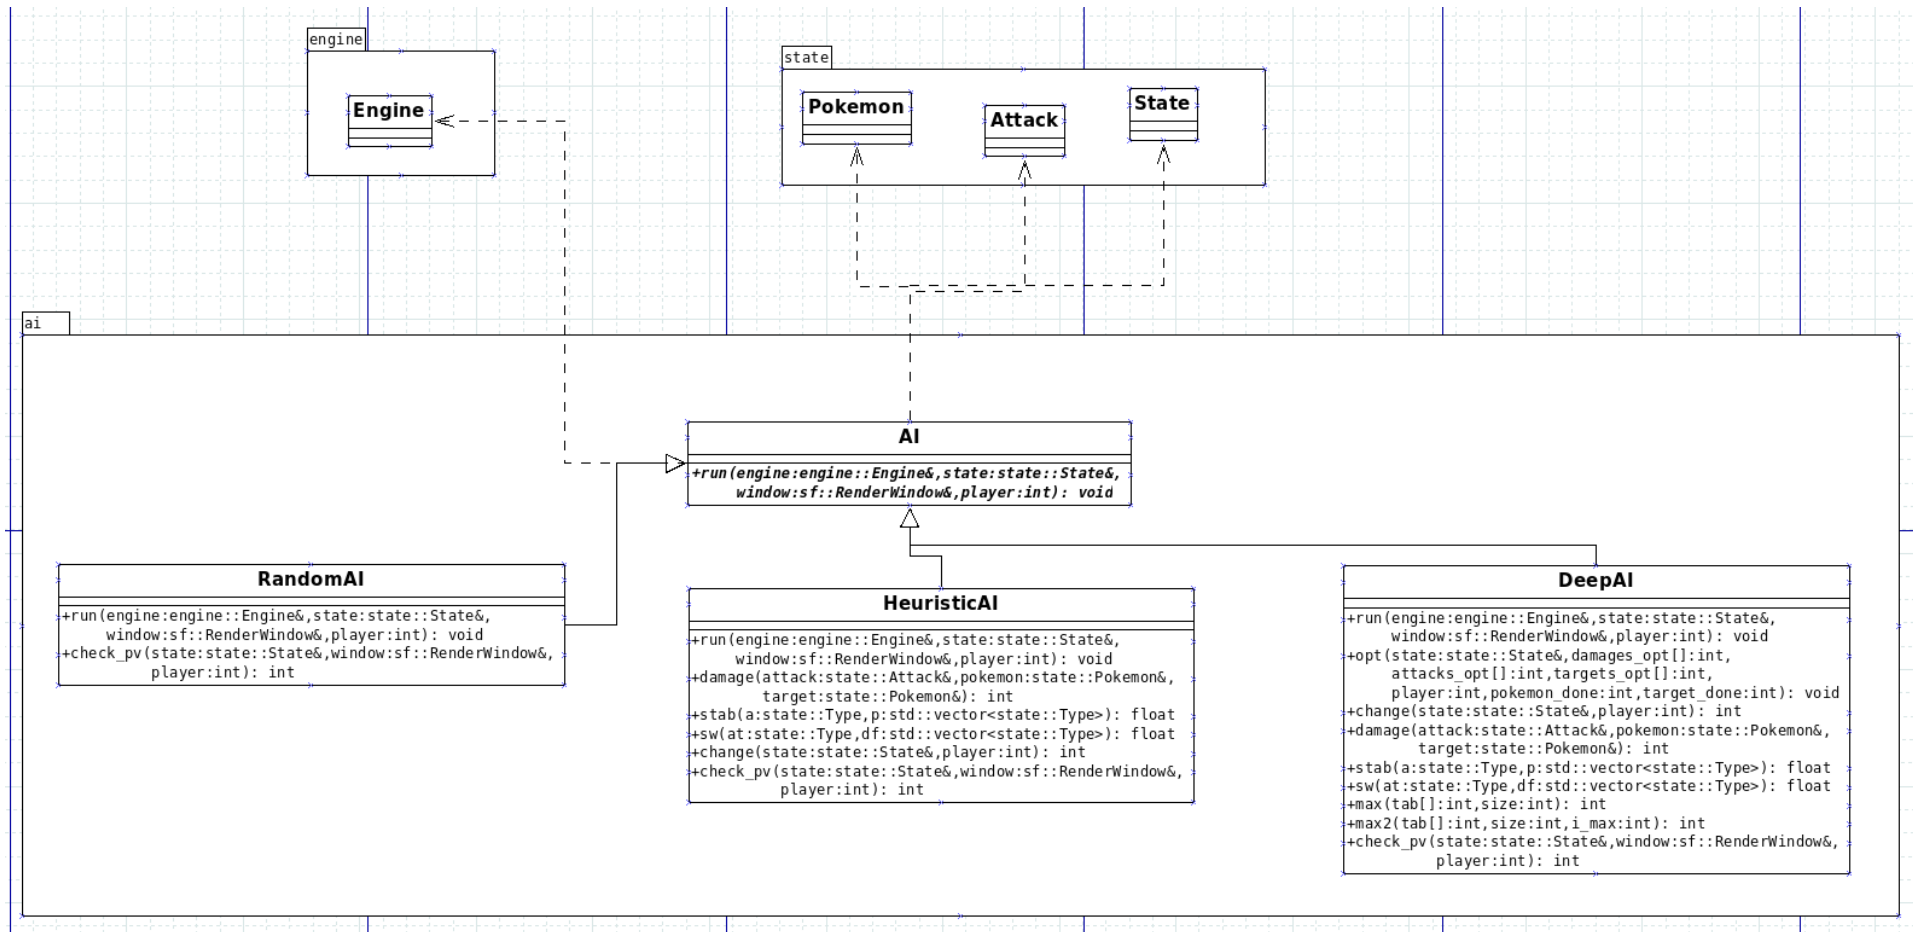 engine
Engine
state
Pokemon
Attack
State
ai
AI
+run(engine:engine::Engine&,state:state::State&,
window:sf::RenderWindow&,player:int): void
RandomAI
+run(engine:engine::Engine&,state:state::State&,
window:sf::RenderWindow&,player:int): void
+check_pv(state:state::State&,window:sf::RenderWindow&,
player:int): int
HeuristicAI
+run(engine:engine::Engine&,state:state::State&,
window:sf::RenderWindow&,player:int): void
+damage(attack:state::Attack&,pokemon:state::Pokemon&,
target:state::Pokemon&): int
+stab(a:state::Type,p:std::vector<state::Type>): float
+sw(at:state::Type,df:std::vector<state::Type>): float
+change(state:state::State&,player:int): int
+check_pv(state:state::State&,window:sf::RenderWindow&,
player:int): int
DeepAI
+run(engine:engine::Engine&,state:state::State&,
window:sf::RenderWindow&,player:int): void
+opt(state:state::State&,damages_opt[]:int,
attacks_opt[]:int,targets_opt[]:int,
player:int,pokemon_done:int,target_done:int): void
+change(state:state::State&,player:int): int
+damage(attack:state::Attack&,pokemon:state::Pokemon&,
target:state::Pokemon&): int
+stab(a:state::Type,p:std::vector<state::Type>): float
+sw(at:state::Type,df:std::vector<state::Type>): float
+max(tab[]:int,size:int): int
+max2(tab[]:int,size:int,i_max:int): int
+check_pv(state:state::State&,window:sf::RenderWindow&,
player:int): int